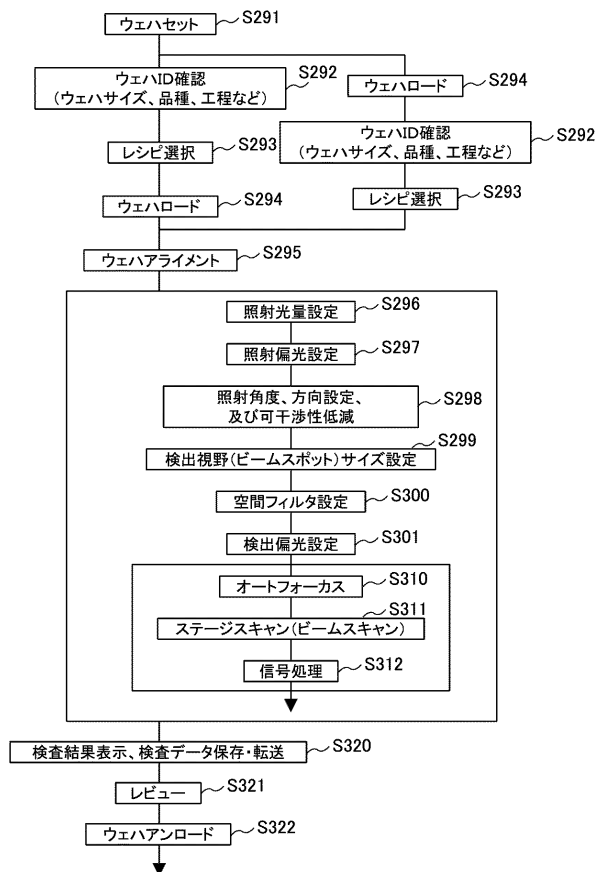 ウェハセット S291
ウェハID確認 S292
(ウェハサイズ、品種、工程など)
レシピ選択 S293
ウェハロード S294
ウェハロード S294
ウェハID確認 S292
(ウェハサイズ、品種、工程など)
レシピ選択 S293
ウェハアライメント S295
照射光量設定 S296
照射偏光設定 S297
照射角度、方向設定、 S298
及び可干渉性低減
検出視野(ビームスポット)サイズ設定 S299
空間フィルタ設定 S300
検出偏光設定 S301
オートフォーカス S310
ステージスキャン(ビームスキャン) S311
信号処理 S312
検査結果表示、検査データ保存・転送 S320
レビュー S321
ウェハアンロード S322